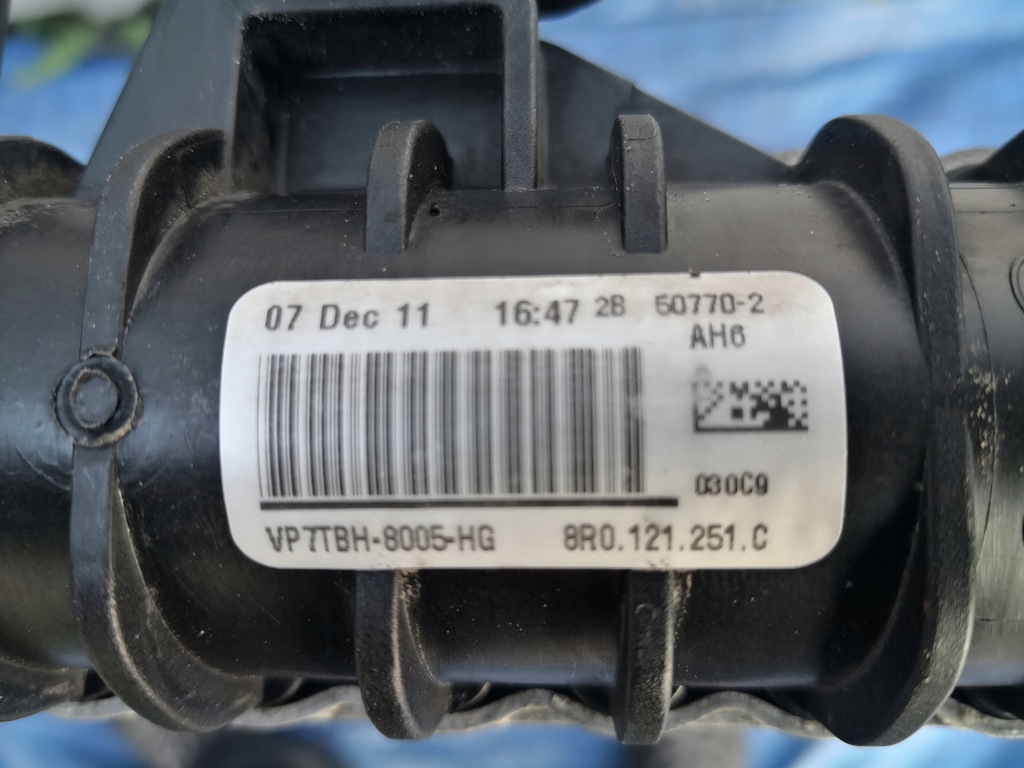 07 Dec 11 16:47 2B 50770-2
AH6
030C9
VP7TBH-8005-HG 8R0.121.251.C